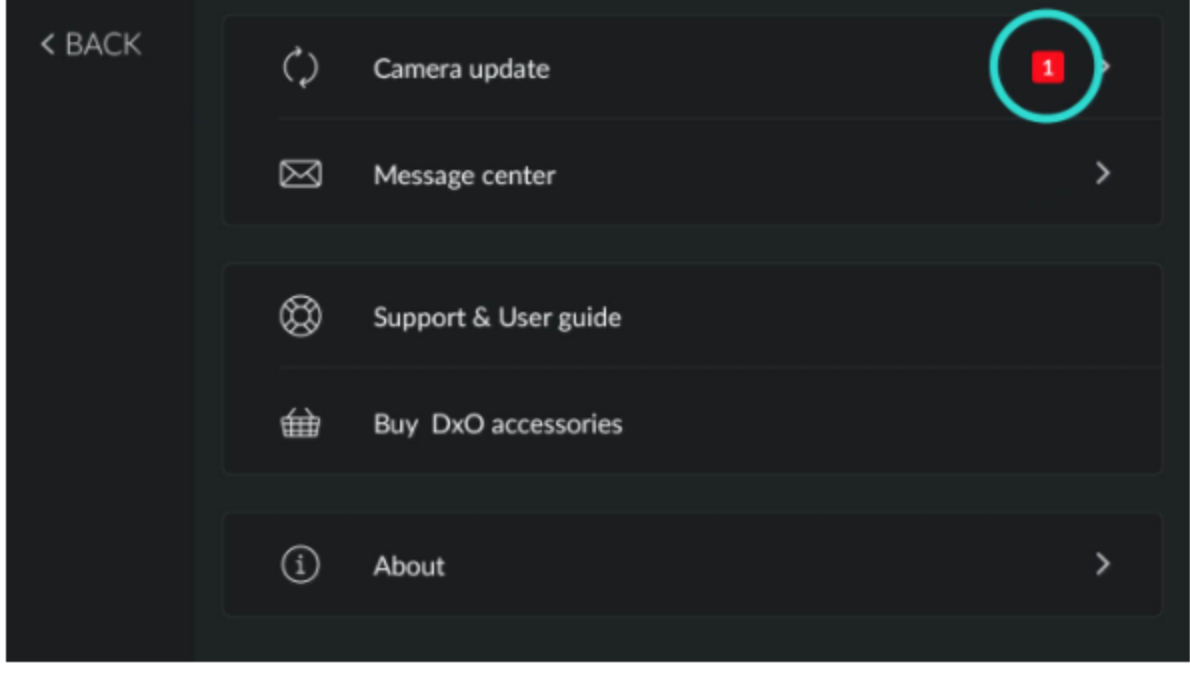 < BACK
Camera update 1 >
Message center >
Support & User guide
Buy DxO accessories
About >